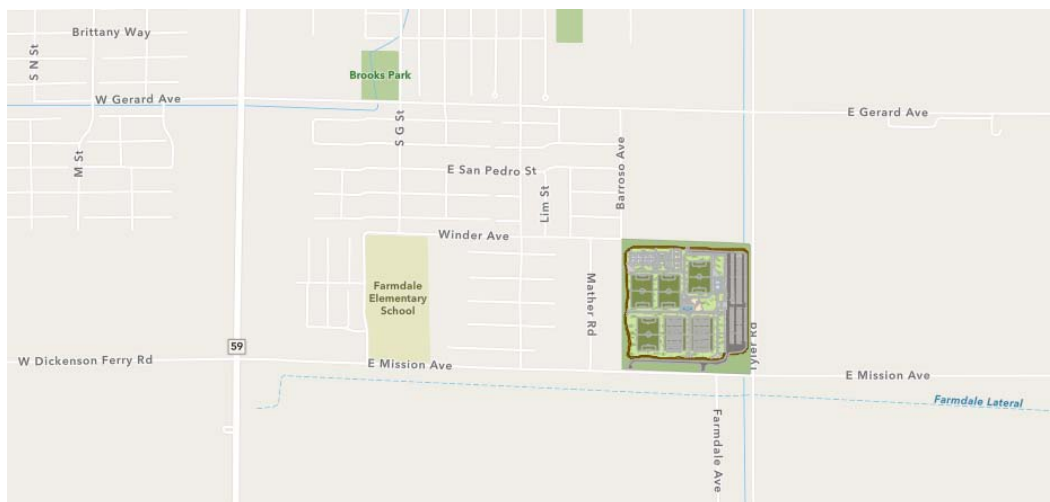 Brittany Way
S N St
Brooks Park
W Gerard Ave
E Gerard Ave
S G St
M St
E San Pedro St
Barroso Ave
Lim St
Winder Ave
Farmdale
Elementary
School
Mather Rd
Tyler Rd
59
W Dickenson Ferry Rd
E Mission Ave
E Mission Ave
Farmdale Lateral
Farmdale Ave